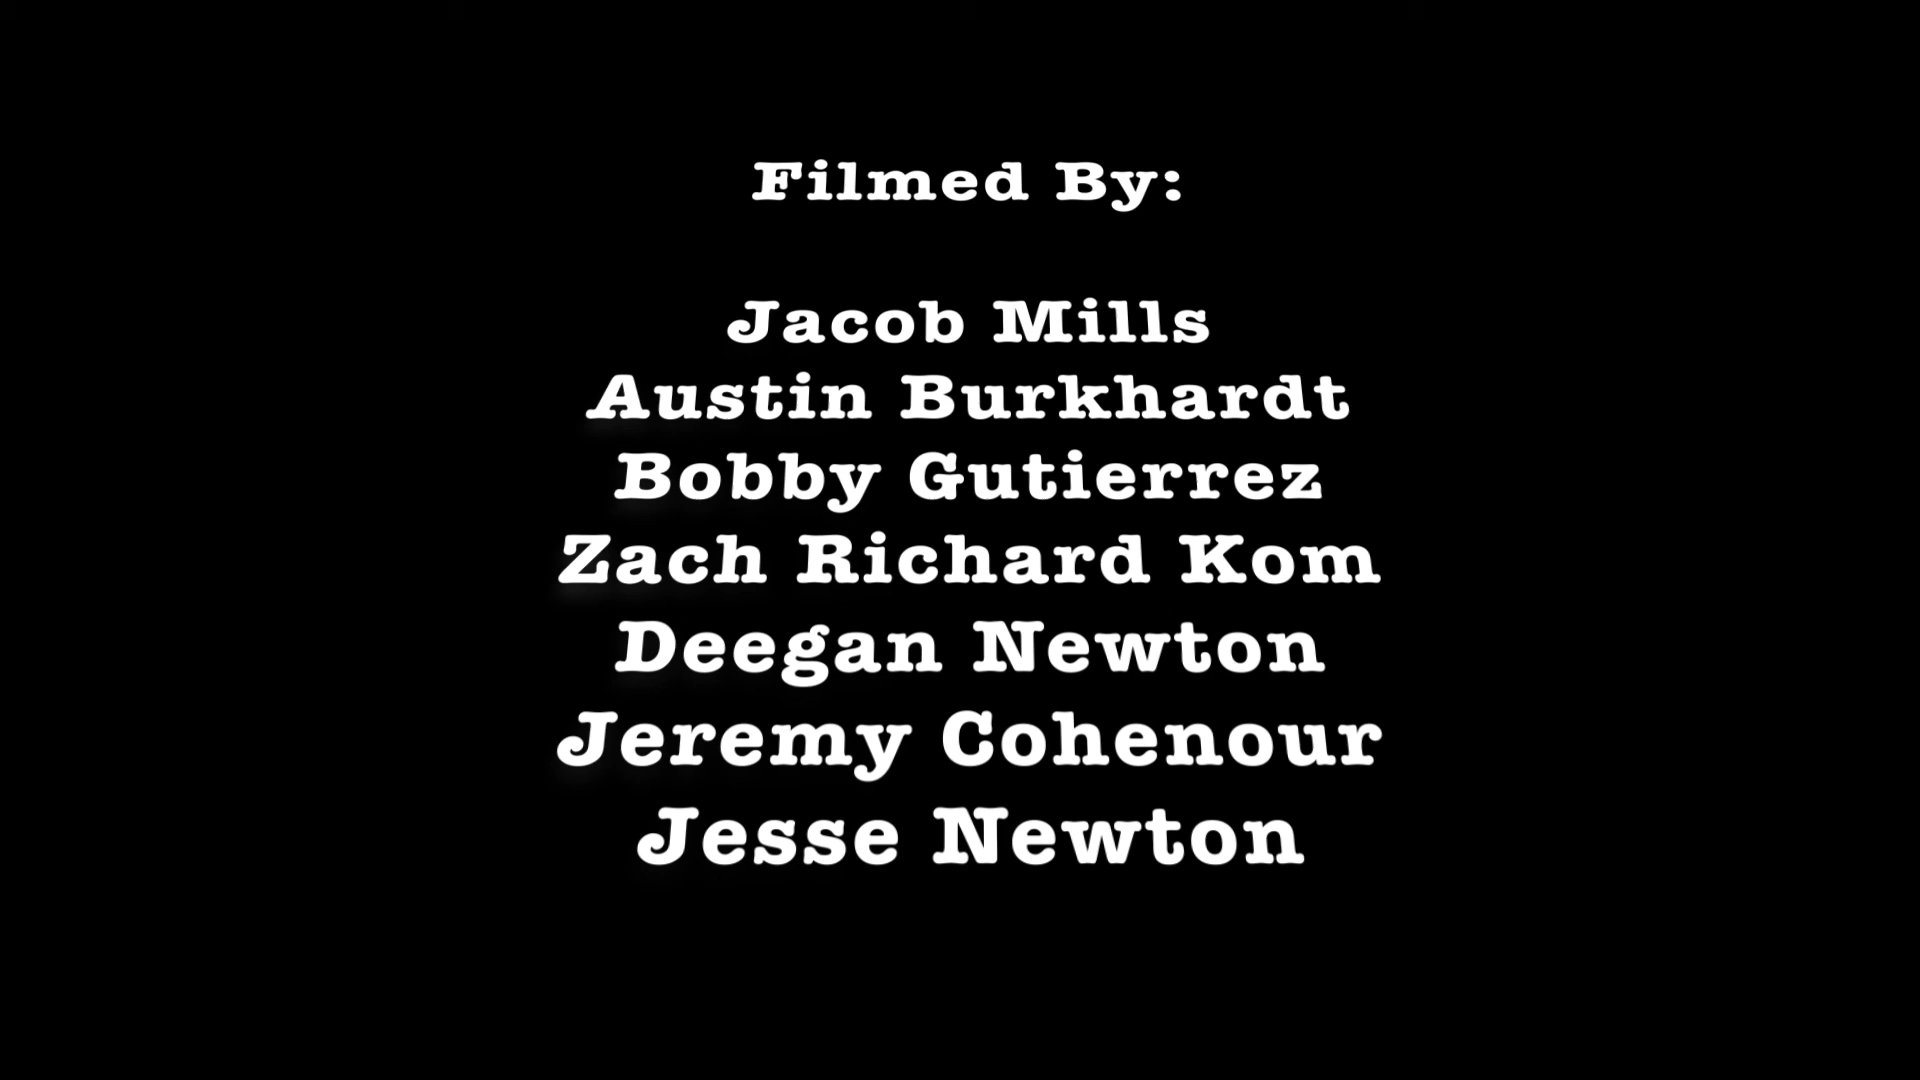 Filmed By:
Jacob Mills
Austin Burkhardt
Bobby Gutierrez
Zach Richard Kom
Deegan Newton
Jeremy Cohenour
Jesse Newton